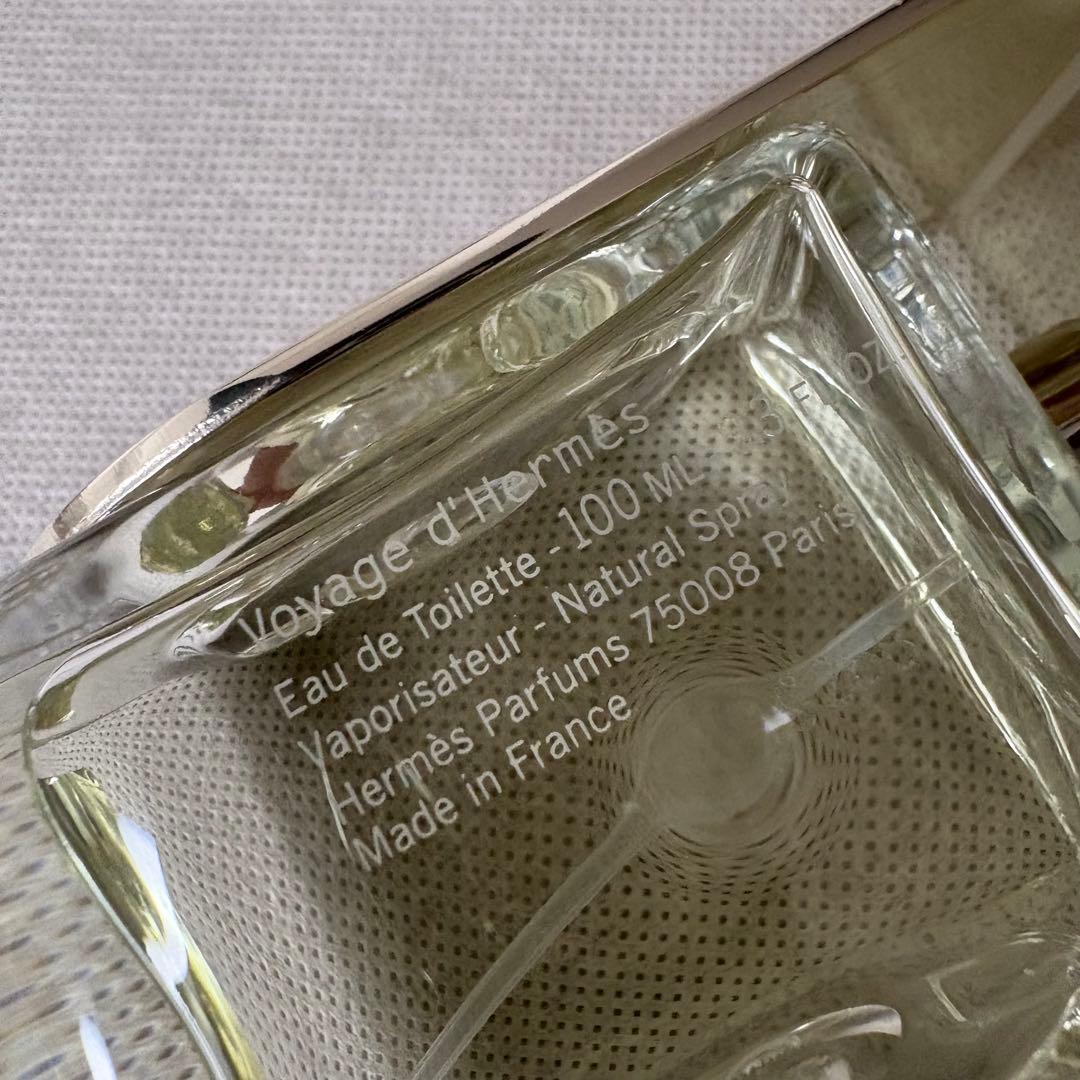 Voyage d'Hermès
Eau de Toilette - 100 ML
Vaporisateur - Natural Spray
Hermès Parfums 75008 Paris
Made in France